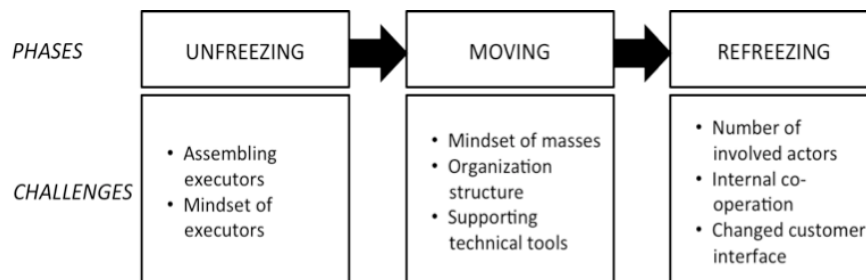 PHASES
UNFREEZING
MOVING
REFREEZING
CHALLENGES
• Assembling
executors
• Mindset of
executors
• Mindset of masses
• Organization
structure
• Supporting
technical tools
• Number of
involved actors
• Internal co-
operation
• Changed customer
interface